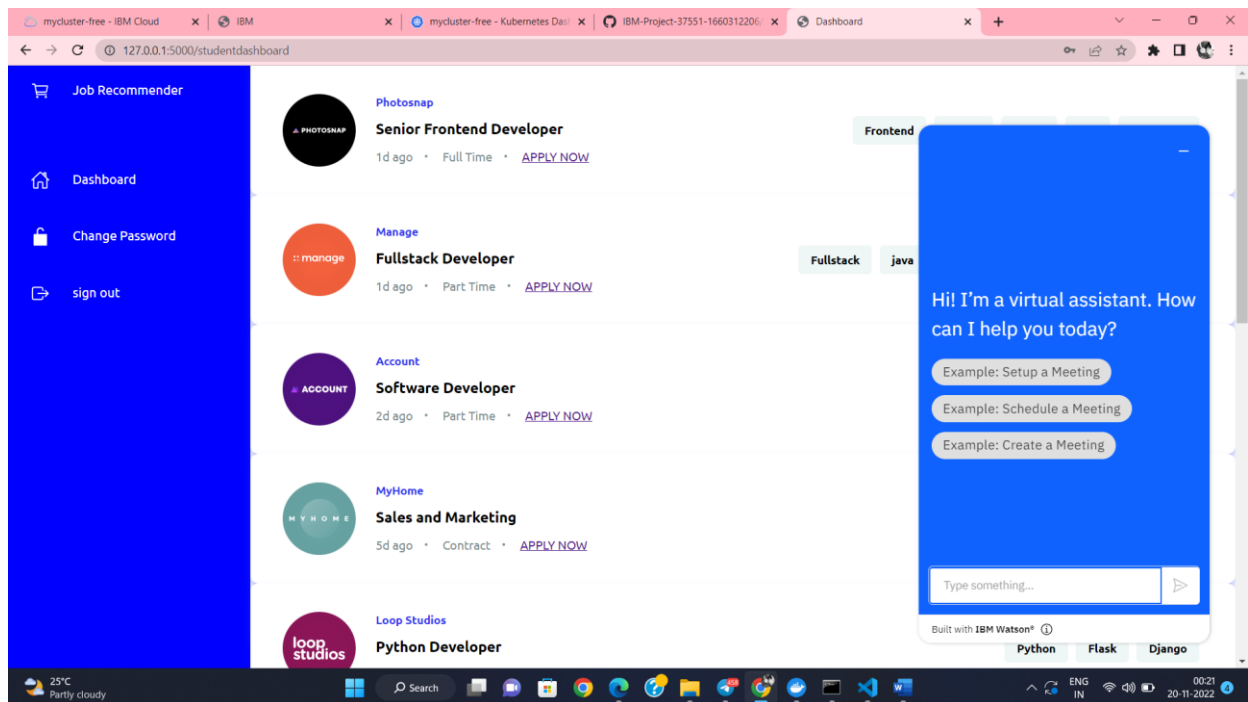 mycluster-free - IBM Cloud
IBM
mycluster-free - Kubernetes Das
IBM-Project-37551-1660312206/
Dashboard
127.0.0.1:5000/studentdashboard
Job Recommender
Dashboard
Change Password
sign out
PHOTOSNAP
Photosnap
Senior Frontend Developer
1d ago • Full Time • APPLY NOW
Frontend
manage
Manage
Fullstack Developer
1d ago • Part Time • APPLY NOW
Fullstack
java
ACCOUNT
Account
Software Developer
2d ago • Part Time • APPLY NOW
MYHOME
MyHome
Sales and Marketing
5d ago • Contract • APPLY NOW
loop
studios
Loop Studios
Python Developer
Python
Flask
Django
Hi! I’m a virtual assistant. How
can I help you today?
Example: Setup a Meeting
Example: Schedule a Meeting
Example: Create a Meeting
Type something...
Built with IBM Watson®
25°C
Partly cloudy
Search
ENG
IN
00:21
20-11-2022
4